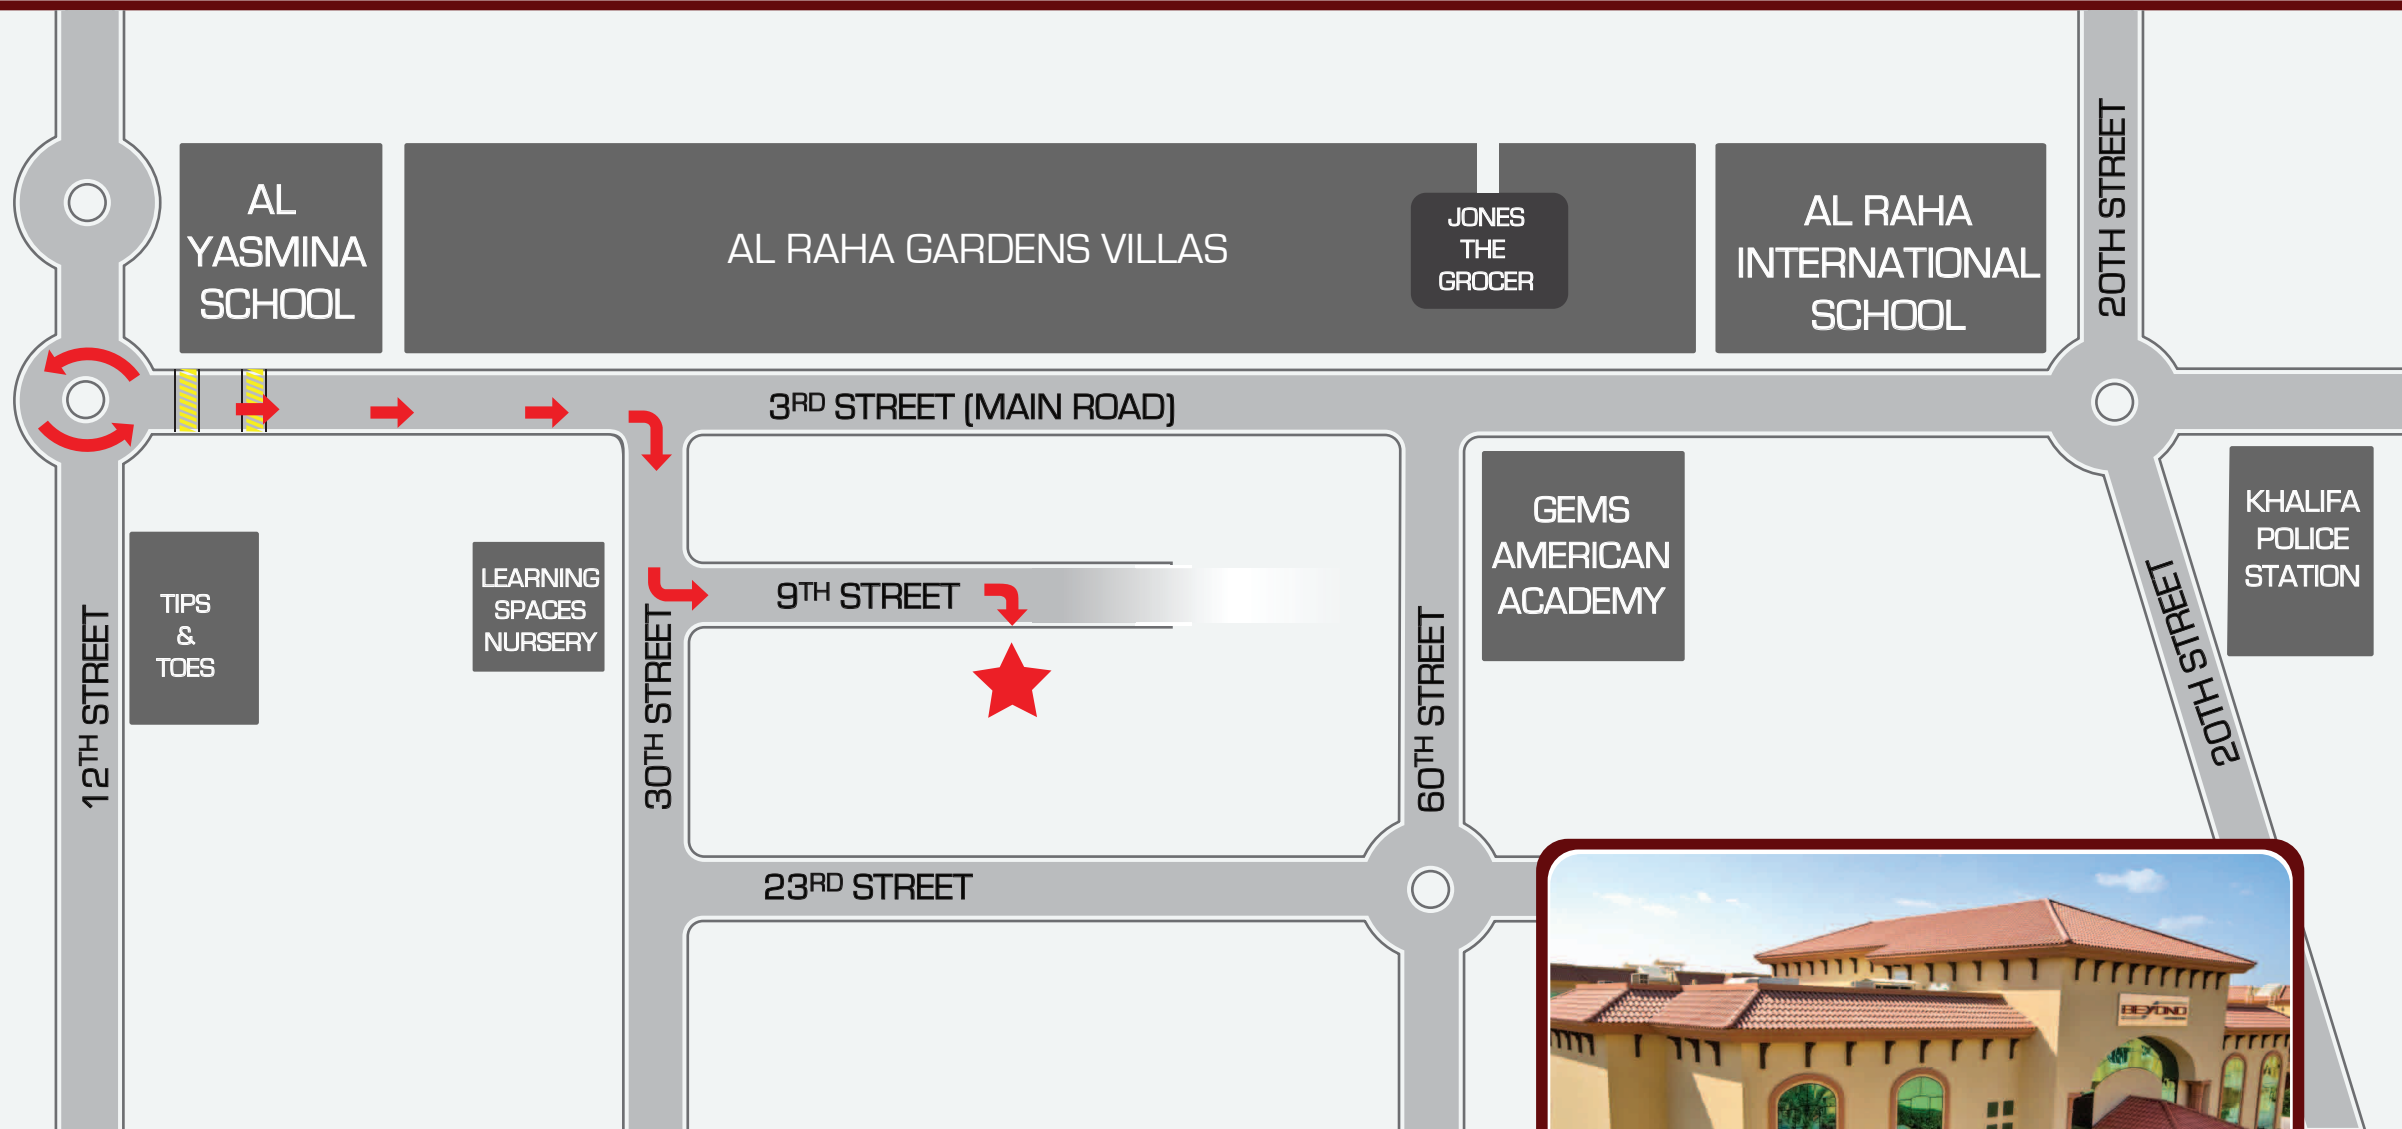 AL
YASMINA
SCHOOL
AL RAHA GARDENS VILLAS
JONES
THE
GROCER
AL RAHA
INTERNATIONAL
SCHOOL
20TH STREET
3RD STREET (MAIN ROAD)
TIPS
&
TOES
LEARNING
SPACES
NURSERY
9TH STREET
GEMS
AMERICAN
ACADEMY
KHALIFA
POLICE
STATION
12TH STREET
30TH STREET
60TH STREET
20TH STREET
23RD STREET
BEYOND